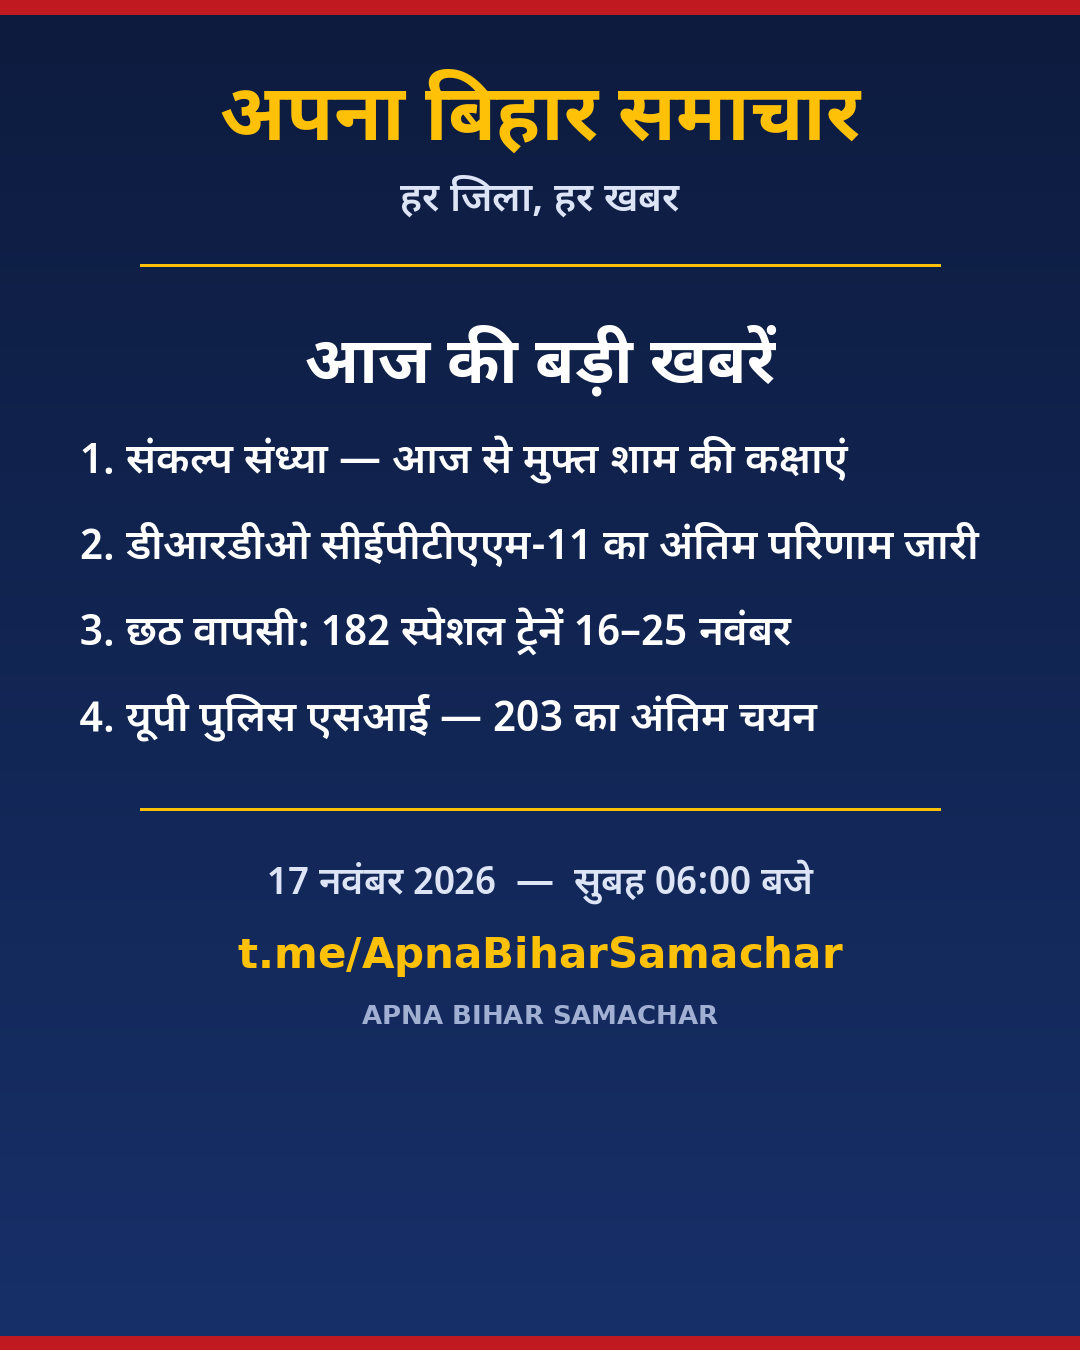 अपना बिहार समाचार
हर जिला, हर खबर
आज की बड़ी खबरें
1. संकल्प संध्या — आज से मुफ्त शाम की कक्षाएं
2. डीआरडीओ सीईपीटीएएम-11 का अंतिम परिणाम जारी
3. छठ वापसी: 182 स्पेशल ट्रेनें 16–25 नवंबर
4. यूपी पुलिस एसआई — 203 का अंतिम चयन
17 नवंबर 2026 — सुबह 06:00 बजे
t.me/ApnaBiharSamachar
APNA BIHAR SAMACHAR